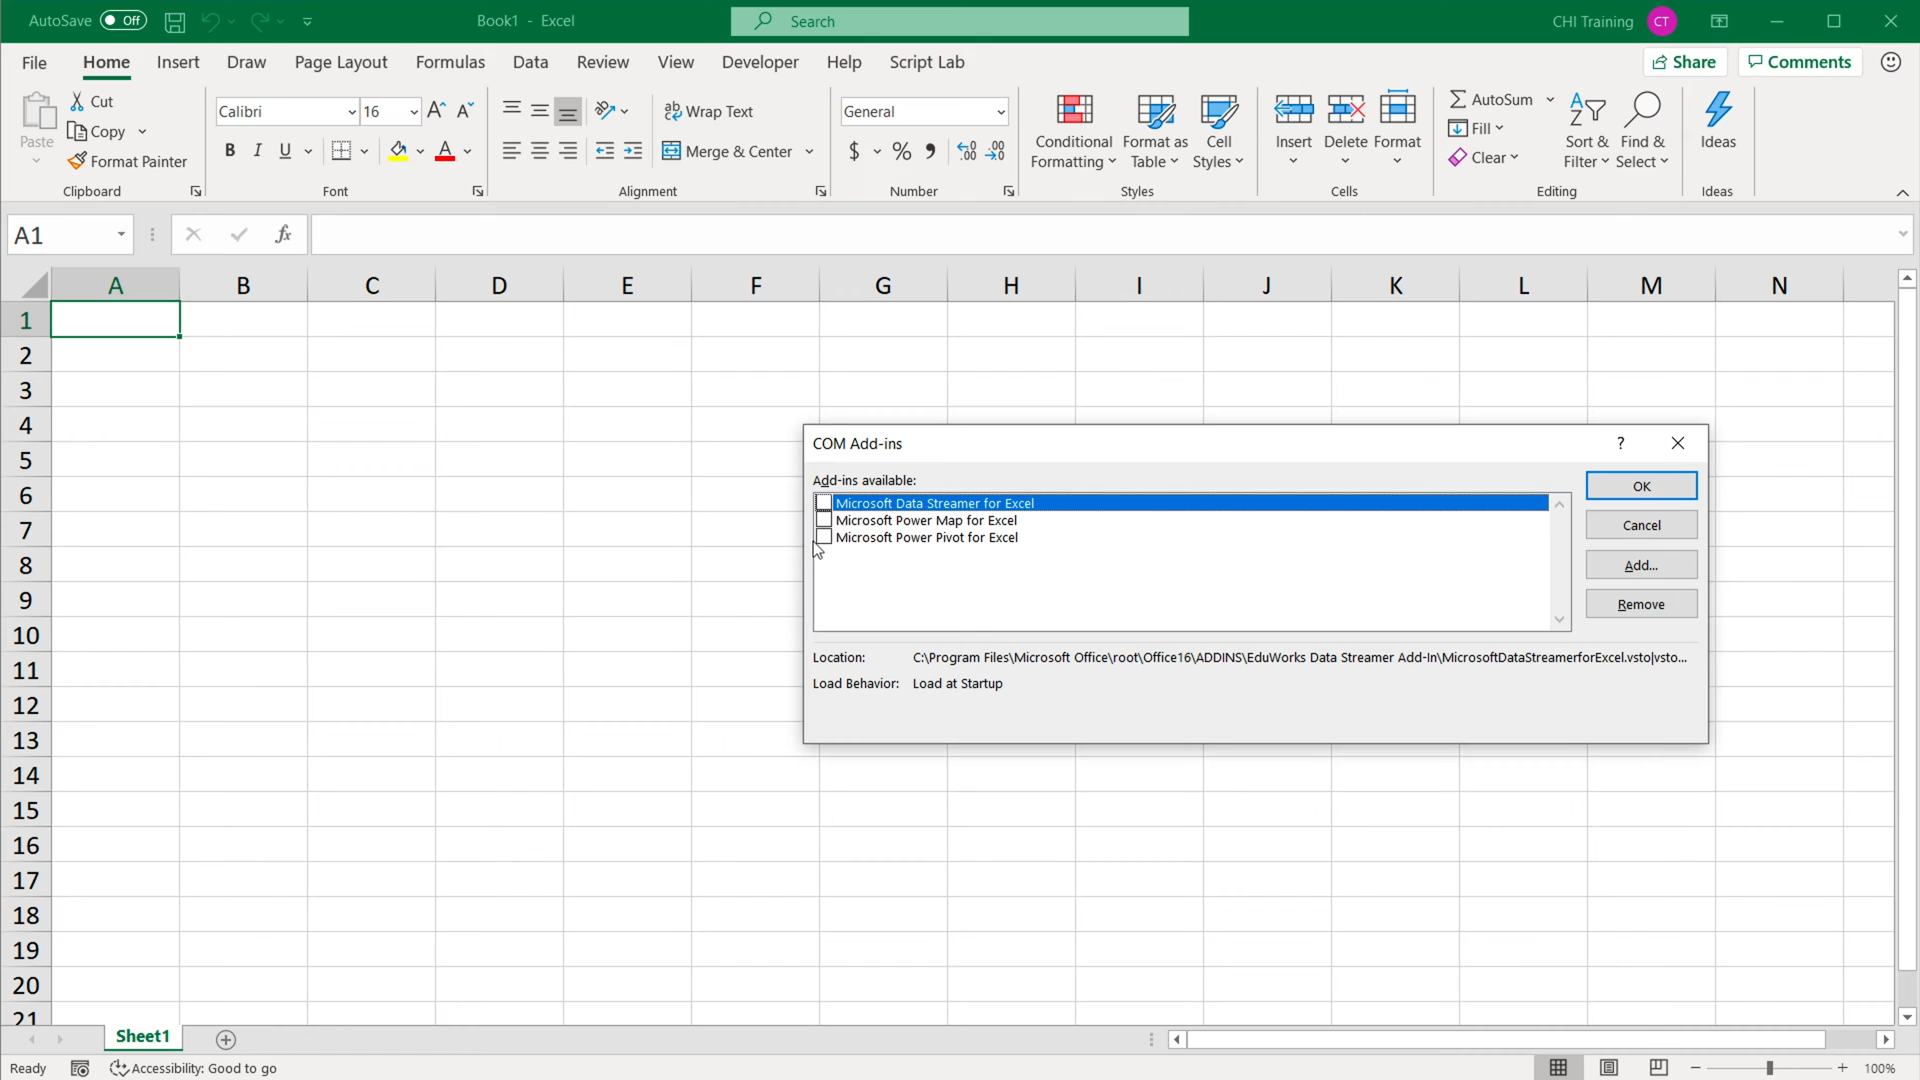 AutoSave Off
Book1 - Excel
Search
CHI Training CT
File Home Insert Draw Page Layout Formulas Data Review View Developer Help Script Lab
Share
Comments
Paste
Cut
Copy
Format Painter
Clipboard
Calibri 16
B I U A
Font
Wrap Text
Merge & Center
Alignment
General
$ % 9 .00 .00
Number
Conditional Formatting
Format as Table
Cell Styles
Styles
Insert Delete Format
Cells
AutoSum
Fill
Clear
Sort & Filter
Find & Select
Editing
Ideas
Ideas
A1
fx
A B C D E F G H I J K L M N
1
2
3
4
5
6
7
8
9
10
11
12
13
14
15
16
17
18
19
20
21
COM Add-ins ?
Add-ins available:
Microsoft Data Streamer for Excel
Microsoft Power Map for Excel
Microsoft Power Pivot for Excel
OK
Cancel
Add...
Remove
Location: C:\Program Files\Microsoft Office\root\Office16\ADDINS\EduWorks Data Streamer Add-In\MicrosoftDataStreamerforExcel.vsto|vsto...
Load Behavior: Load at Startup
Sheet1
Ready
Accessibility: Good to go
100%